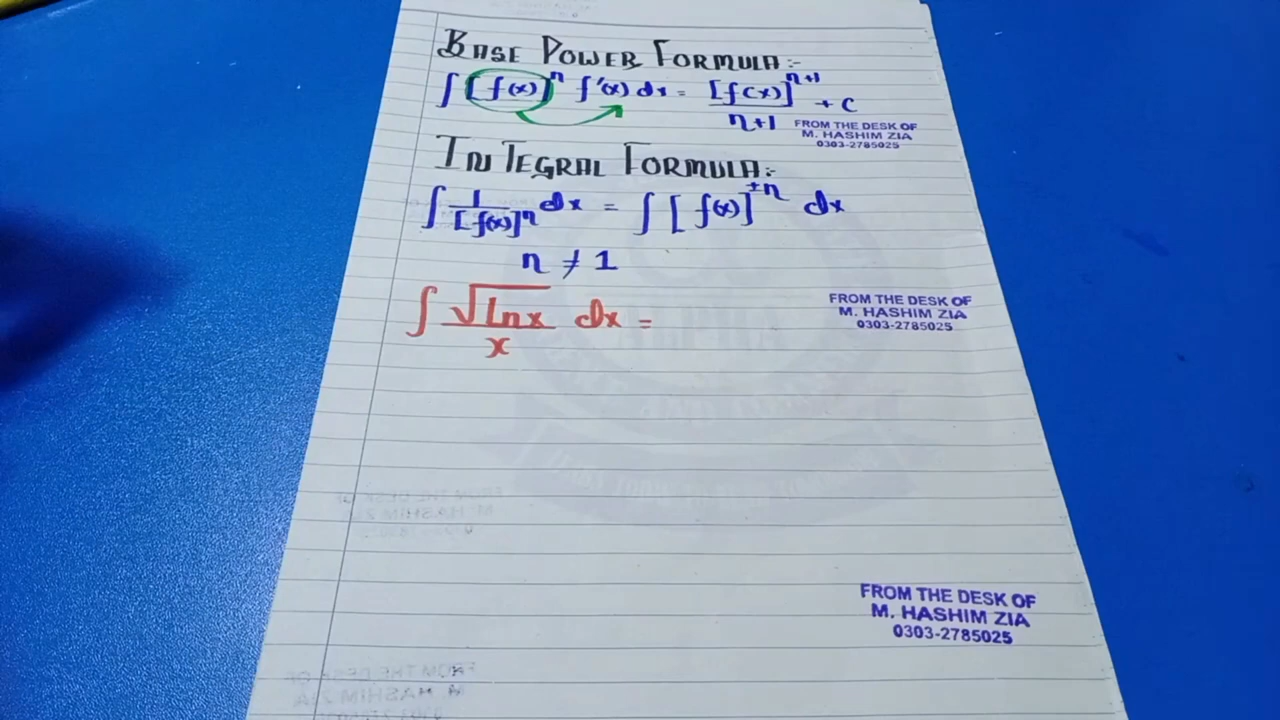 BASE POWER FORMULA:-
∫ [f(x)]ⁿ f'(x) dx = [f(x)]ⁿ⁺¹ / n+1 + c
FROM THE DESK OF
M. HASHIM ZIA
0303-2785025
INTEGRAL FORMULA:-
∫ 1/[f(x)]ⁿ dx = ∫ [f(x)]^±n dx
n ≠ 1
∫ √lnx / x dx =
FROM THE DESK OF
M. HASHIM ZIA
0303-2785025
FROM THE DESK OF
M. HASHIM ZIA
0303-2785025